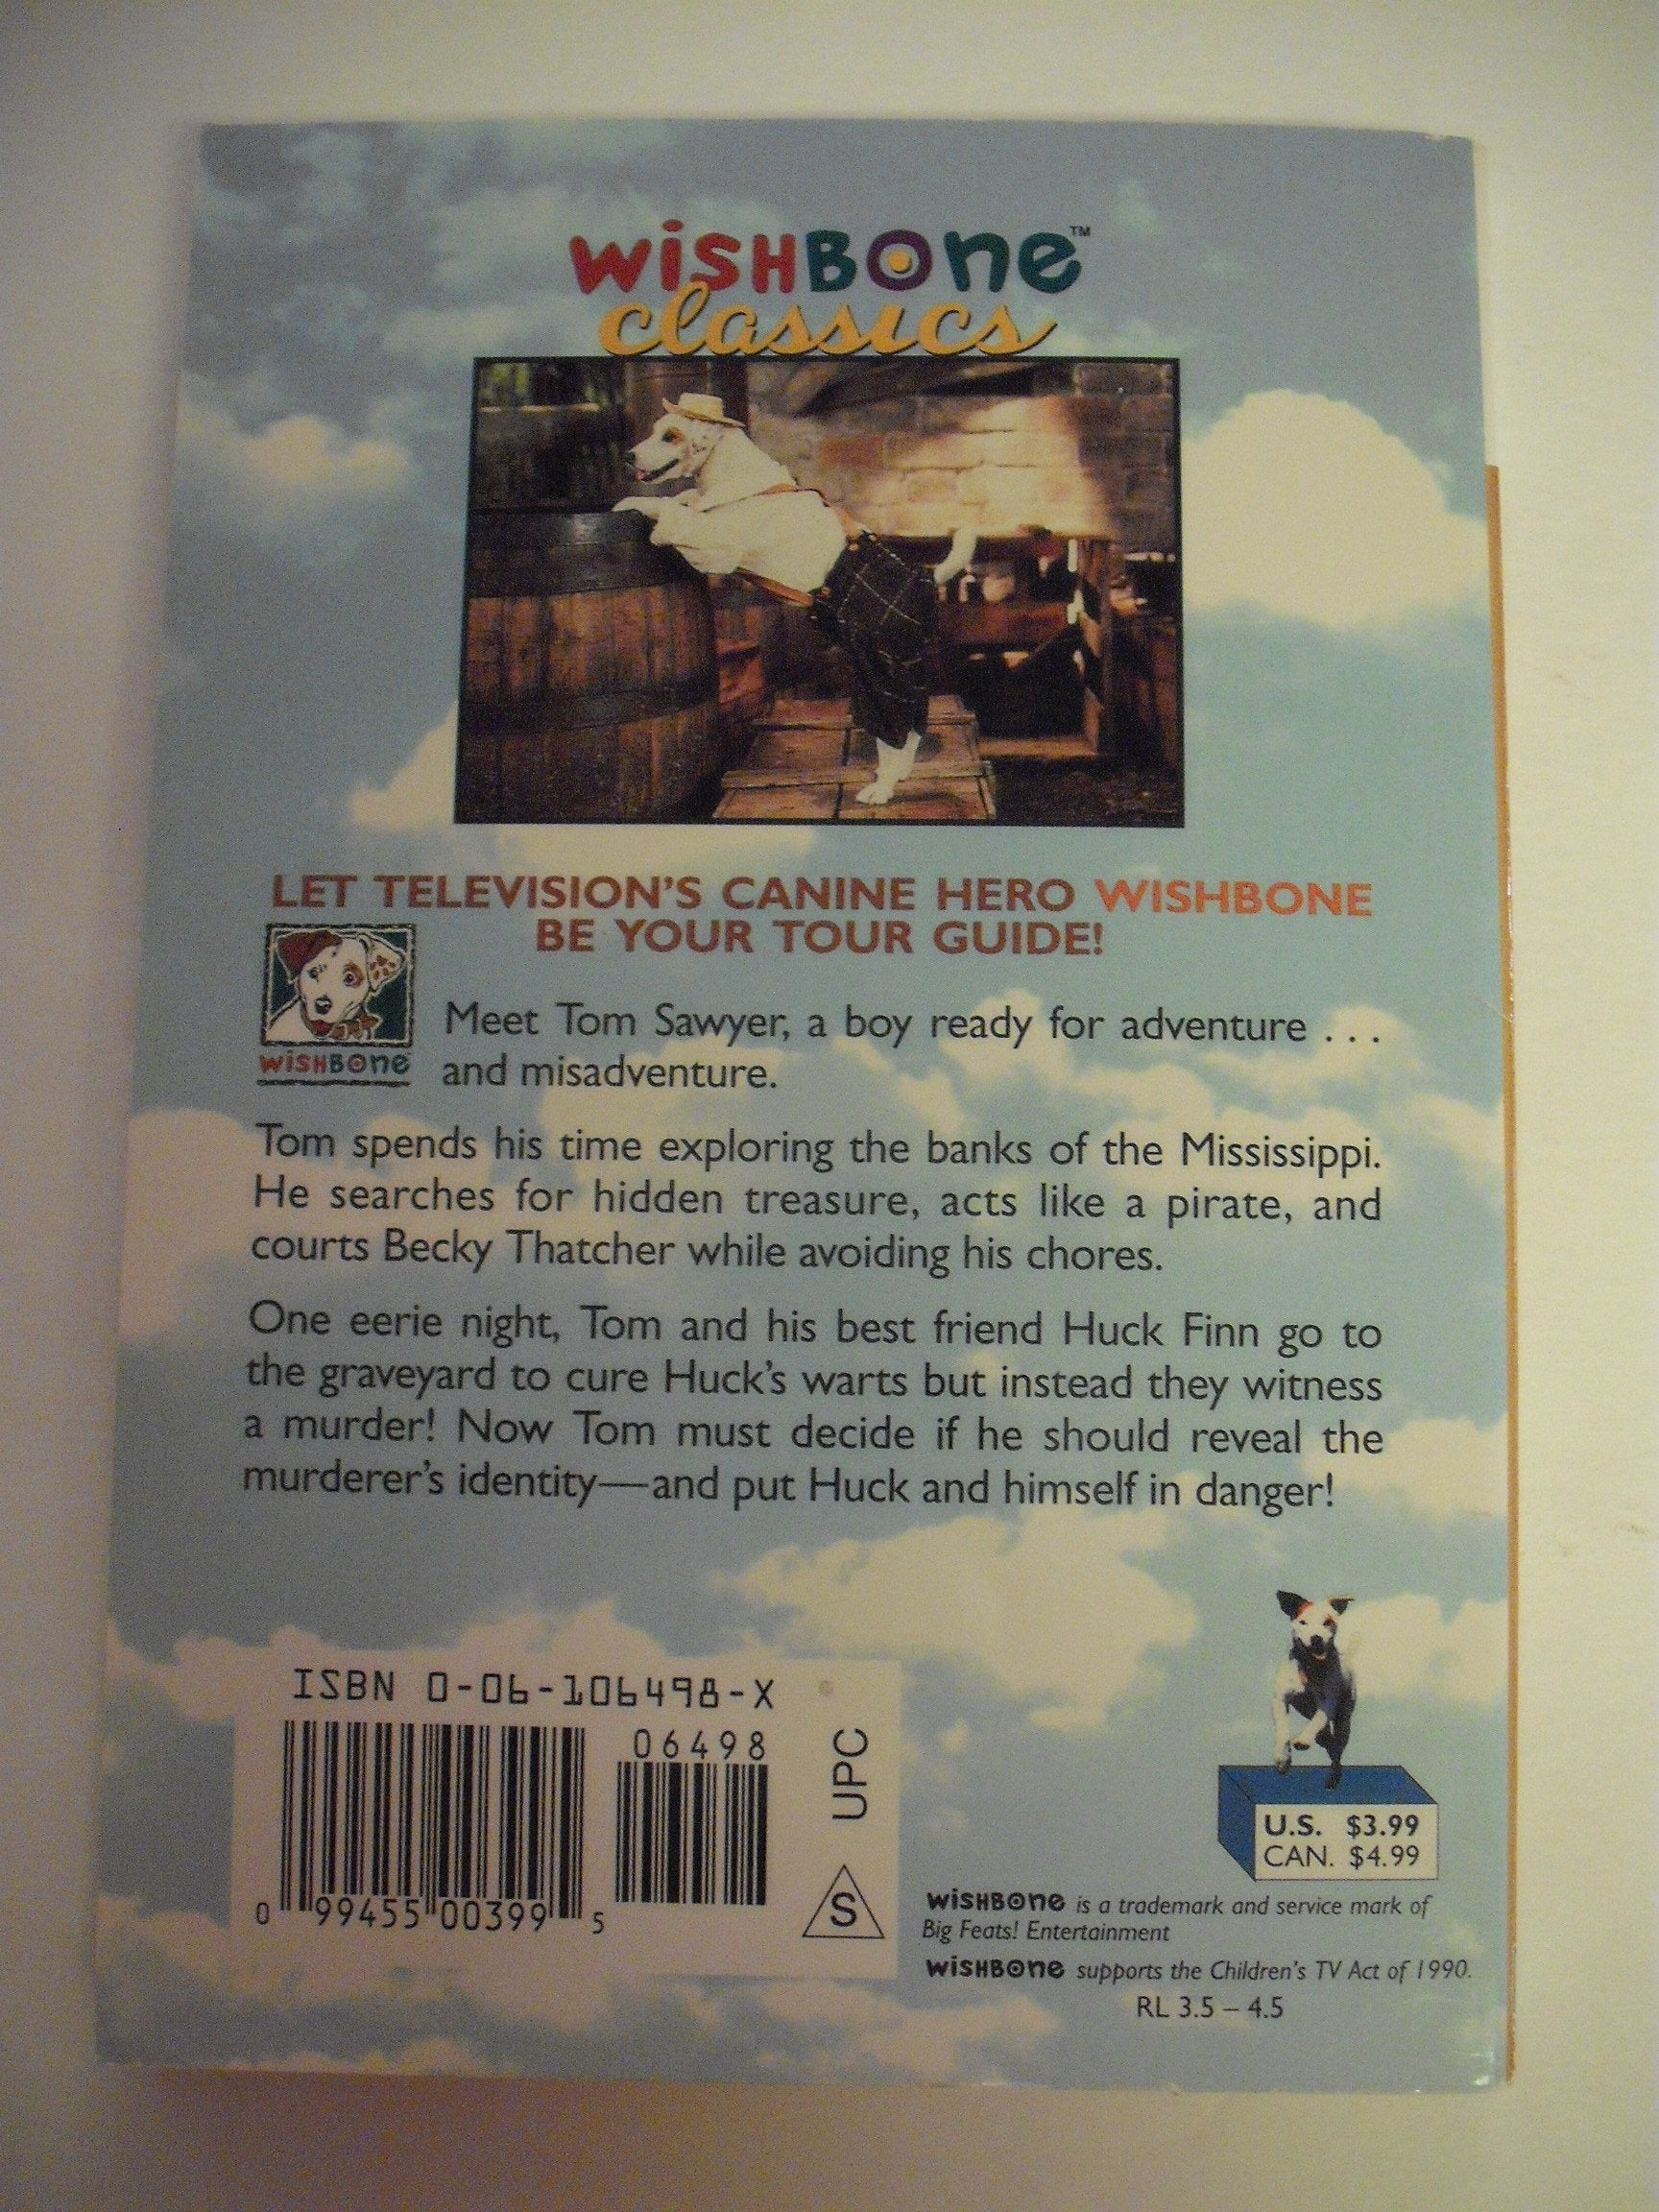 WiSHBONe™
classics
LET TELEVISION'S CANINE HERO WISHBONE
BE YOUR TOUR GUIDE!
WiSHBONe
Meet Tom Sawyer, a boy ready for adventure . . .
and misadventure.
Tom spends his time exploring the banks of the Mississippi.
He searches for hidden treasure, acts like a pirate, and
courts Becky Thatcher while avoiding his chores.
One eerie night, Tom and his best friend Huck Finn go to
the graveyard to cure Huck's warts but instead they witness
a murder! Now Tom must decide if he should reveal the
murderer's identity—and put Huck and himself in danger!
ISBN 0-06-106498-X
06498
0 99455 00399 5
UPC
S
U.S. $3.99
CAN. $4.99
WiSHBONe is a trademark and service mark of
Big Feats! Entertainment
WiSHBONe supports the Children's TV Act of 1990.
RL 3.5 – 4.5